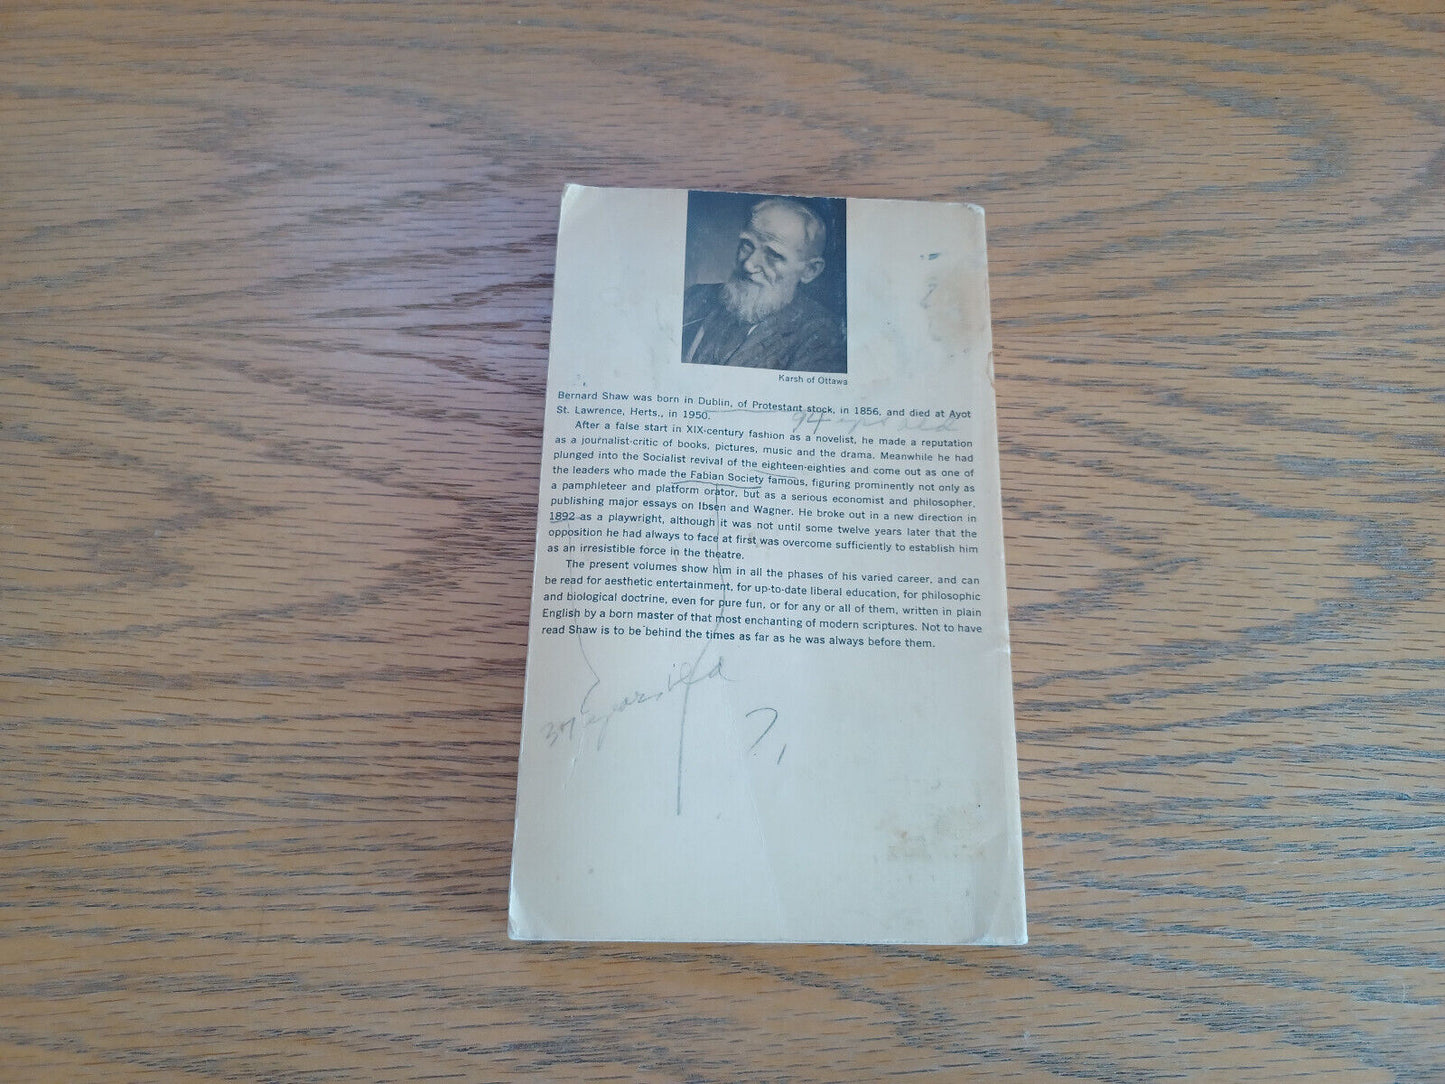 Karsh of Ottawa
Bernard Shaw was born in Dublin, of Protestant stock, in 1856, and died at Ayot
St. Lawrence, Herts., in 1950.
94 yrs old
After a false start in XIX-century fashion as a novelist, he made a reputation
as a journalist-critic of books, pictures, music and the drama. Meanwhile he had
plunged into the Socialist revival of the eighteen-eighties and come out as one of
the leaders who made the Fabian Society famous, figuring prominently not only as
a pamphleteer and platform orator, but as a serious economist and philosopher,
publishing major essays on Ibsen and Wagner. He broke out in a new direction in
1892 as a playwright, although it was not until some twelve years later that the
opposition he had always to face at first was overcome sufficiently to establish him
as an irresistible force in the theatre.
The present volumes show him in all the phases of his varied career, and can
be read for aesthetic entertainment, for up-to-date liberal education, for philosophic
and biological doctrine, even for pure fun, or for any or all of them, written in plain
English by a born master of that most enchanting of modern scriptures. Not to have
read Shaw is to be behind the times as far as he was always before them.
years old